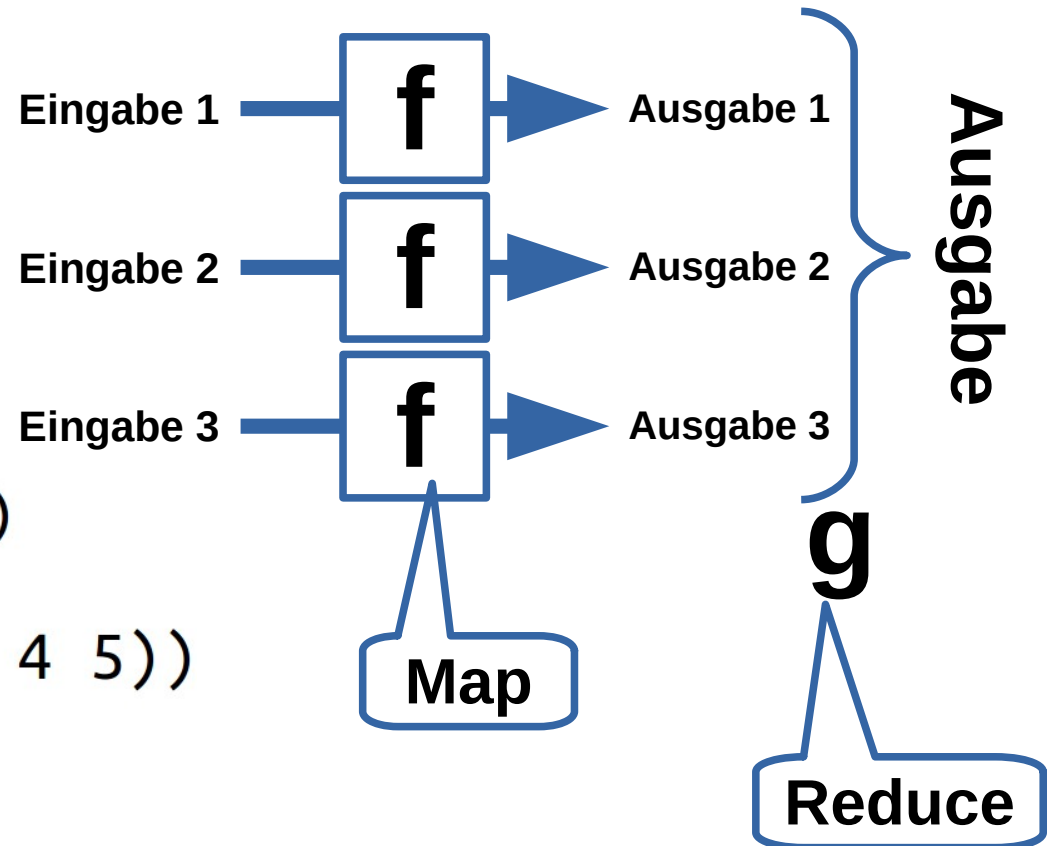 Eingabe 1
f
Ausgabe 1
Eingabe 2
f
Ausgabe 2
Eingabe 3
f
Ausgabe 3
Ausgabe
)
g
4 5))
Map
Reduce